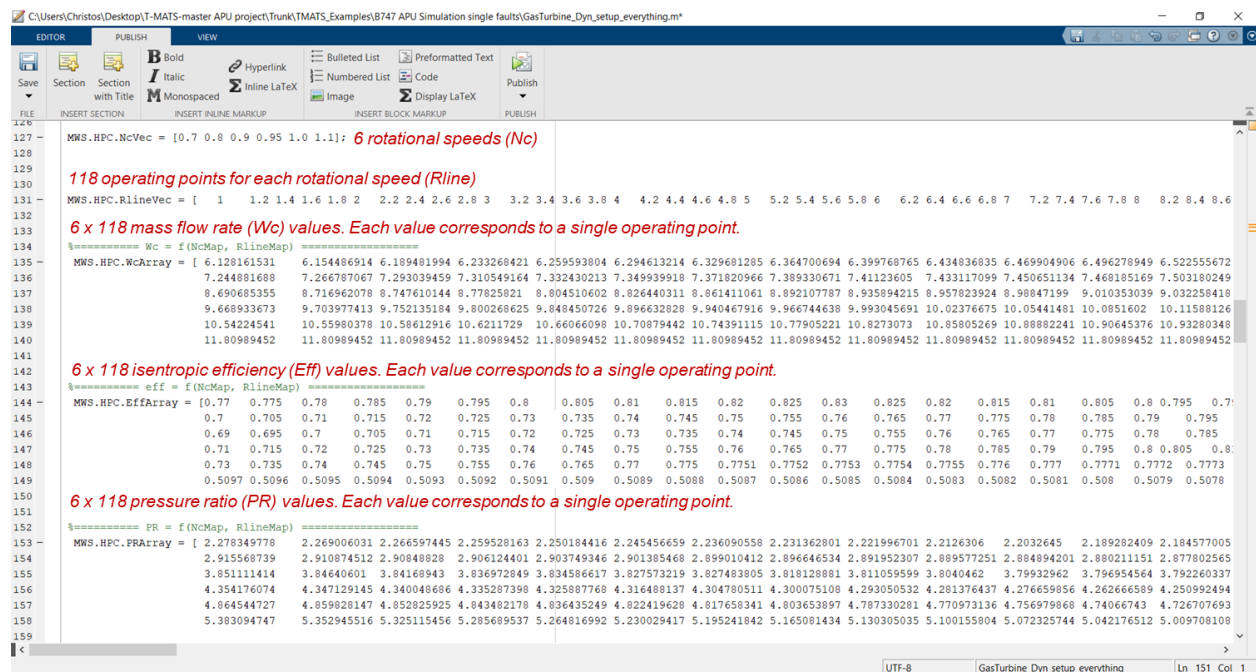 C:\Users\Christos\Desktop\T-MATS-master APU project\Trunk\TMATS_Examples\B747 APU Simulation single faults\GasTurbine_Dyn_setup_everything.m*
EDITOR PUBLISH VIEW
Save Section Section with Title B Bold I Italic M Monospaced Hyperlink Σ Inline LaTeX Bulleted List Numbered List Image Preformatted Text Code Σ Display LaTeX Publish
FILE INSERT SECTION INSERT INLINE MARKUP INSERT BLOCK MARKUP PUBLISH
126
127 – MWS.HPC.NcVec = [0.7 0.8 0.9 0.95 1.0 1.1]; 6 rotational speeds (Nc)
128
129
130 118 operating points for each rotational speed (Rline)
131 – MWS.HPC.RlineVec = [ 1 1.2 1.4 1.6 1.8 2 2.2 2.4 2.6 2.8 3 3.2 3.4 3.6 3.8 4 4.2 4.4 4.6 4.8 5 5.2 5.4 5.6 5.8 6 6.2 6.4 6.6 6.8 7 7.2 7.4 7.6 7.8 8 8.2 8.4 8.6
132
133 6 x 118 mass flow rate (Wc) values. Each value corresponds to a single operating point.
134 %========== Wc = f(NcMap, RlineMap) ==================
135 – MWS.HPC.WcArray = [ 6.128161531 6.154486914 6.189481994 6.233268421 6.259593804 6.294613214 6.329681285 6.364700694 6.399768765 6.434836835 6.469904906 6.496278949 6.522555672
136 7.244881688 7.266787067 7.293039459 7.310549164 7.332430213 7.349939918 7.371820966 7.389330671 7.41123605 7.433117099 7.450651134 7.468185169 7.503180249
137 8.690685355 8.716962078 8.747610144 8.77825821 8.804510602 8.826440311 8.861411061 8.892107787 8.935894215 8.957823924 8.98847199 9.010353039 9.032258418
138 9.668933673 9.703977413 9.752135184 9.800268625 9.848450726 9.896632828 9.940467916 9.966744638 9.993045691 10.02376675 10.05441481 10.0851602 10.11588126
139 10.54224541 10.55980378 10.58612916 10.6211729 10.66066098 10.70879442 10.74391115 10.77905221 10.8273073 10.85805269 10.88882241 10.90645376 10.93280348
140 11.80989452 11.80989452 11.80989452 11.80989452 11.80989452 11.80989452 11.80989452 11.80989452 11.80989452 11.80989452 11.80989452 11.80989452 11.80989452
141
142 6 x 118 isentropic efficiency (Eff) values. Each value corresponds to a single operating point.
143 %========== eff = f(NcMap, RlineMap) ==================
144 – MWS.HPC.EffArray = [0.77 0.775 0.78 0.785 0.79 0.795 0.8 0.805 0.81 0.815 0.82 0.825 0.83 0.825 0.82 0.815 0.81 0.805 0.8 0.795
145 0.7 0.705 0.71 0.715 0.72 0.725 0.73 0.735 0.74 0.745 0.75 0.755 0.76 0.765 0.77 0.775 0.78 0.785 0.79 0.795
146 0.69 0.695 0.7 0.705 0.71 0.715 0.72 0.725 0.73 0.735 0.74 0.745 0.75 0.755 0.76 0.765 0.77 0.775 0.78 0.785
147 0.71 0.715 0.72 0.725 0.73 0.735 0.74 0.745 0.75 0.755 0.76 0.765 0.77 0.775 0.78 0.785 0.79 0.795 0.8 0.805
148 0.73 0.735 0.74 0.745 0.75 0.755 0.76 0.765 0.77 0.775 0.7751 0.7752 0.7753 0.7754 0.7755 0.776 0.777 0.7771 0.7772 0.7773
149 0.5097 0.5096 0.5095 0.5094 0.5093 0.5092 0.5091 0.509 0.5089 0.5088 0.5087 0.5086 0.5085 0.5084 0.5083 0.5082 0.5081 0.508 0.5079 0.5078
150 6 x 118 pressure ratio (PR) values. Each value corresponds to a single operating point.
151
152 %========== PR = f(NcMap, RlineMap) ==================
153 – MWS.HPC.PRArray = [ 2.278349778 2.269006031 2.266597445 2.259528163 2.250184416 2.245456659 2.236090558 2.231362801 2.221996701 2.2126306 2.2032645 2.189282409 2.184577005
154 2.915568739 2.910874512 2.90848828 2.906124401 2.903749346 2.901385468 2.899010412 2.896646534 2.891952307 2.889577251 2.884894201 2.880211151 2.877802565
155 3.851111414 3.84640601 3.84168943 3.836972849 3.834586617 3.827573219 3.827483805 3.818128881 3.811059599 3.8040462 3.79932962 3.796954564 3.792260337
156 4.354176074 4.347129145 4.340048686 4.335287398 4.325887768 4.316488137 4.304780511 4.300075108 4.293050532 4.281376437 4.276659856 4.262666589 4.250992494
157 4.864544727 4.859828147 4.852825925 4.843482178 4.836435249 4.822419628 4.817658341 4.803653897 4.787330281 4.770973136 4.756979868 4.74066743 4.726707693
158 5.383094747 5.352945516 5.325115456 5.285689537 5.264816992 5.230029417 5.195241842 5.165081434 5.130305035 5.100155804 5.072325744 5.042176512 5.009708108
159
UTF-8 GasTurbine_Dyn_setup_everything Ln 151 Col 1